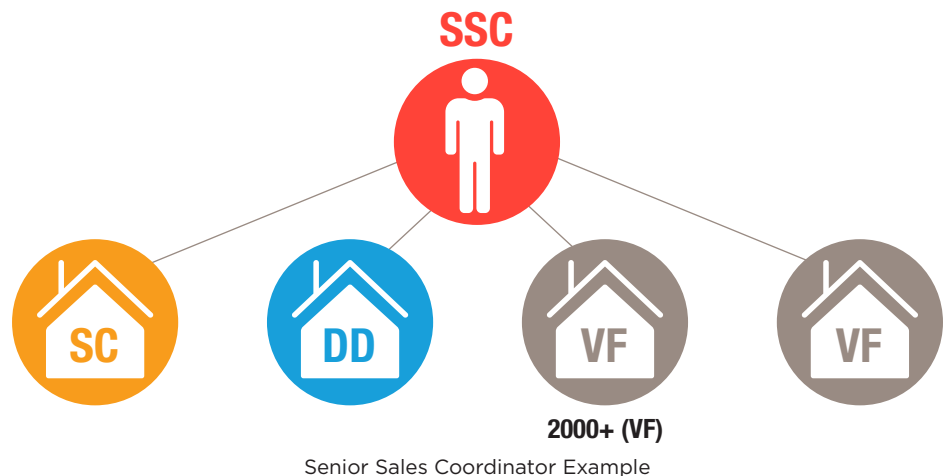 SSC
SC
DD
VF
VF
2000+ (VF)
Senior Sales Coordinator Example